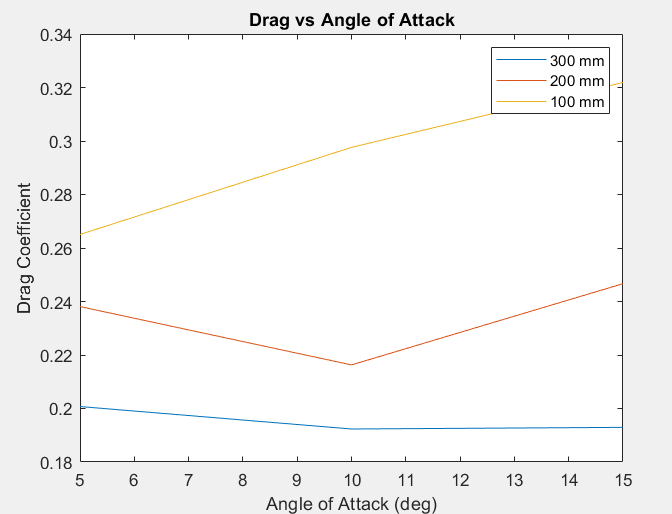 Drag vs Angle of Attack
0.34
0.32
0.3
0.28
0.26
0.24
0.22
0.2
0.18
Drag Coefficient
300 mm
200 mm
100 mm
5 6 7 8 9 10 11 12 13 14 15
Angle of Attack (deg)